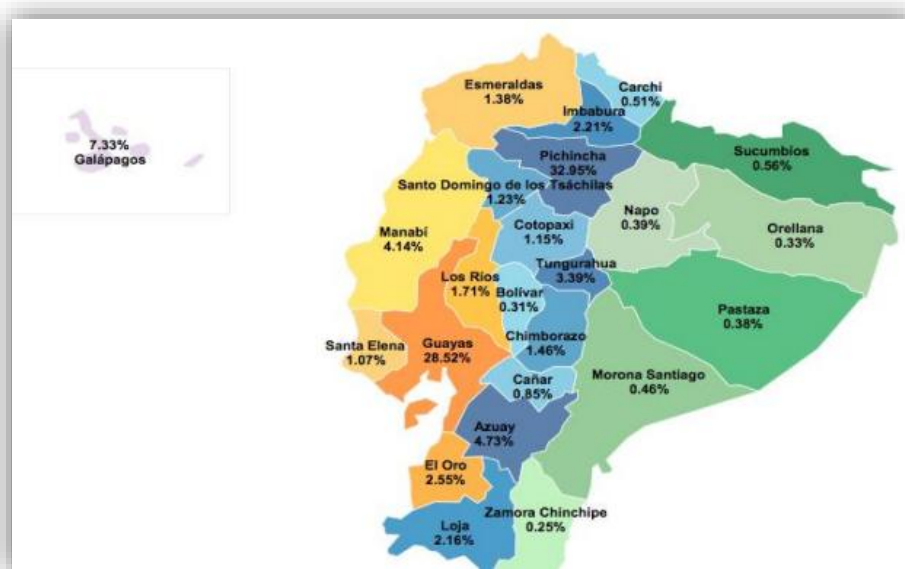 7.33%
Galápagos
Esmeraldas
1.38%
Carchi
0.51%
Imbabura
2.21%
Sucumbios
0.56%
Pichincha
32.95%
Santo Domingo de los Tsáchilas
1.23%
Napo
0.39%
Orellana
0.33%
Manabí
4.14%
Cotopaxi
1.15%
Tungurahua
3.39%
Los Ríos
1.71%
Bolívar
0.31%
Pastaza
0.38%
Santa Elena
1.07%
Guayas
28.52%
Chimborazo
1.46%
Cañar
0.85%
Morona Santiago
0.46%
Azuay
4.73%
El Oro
2.55%
Zamora Chinchipe
0.25%
Loja
2.16%